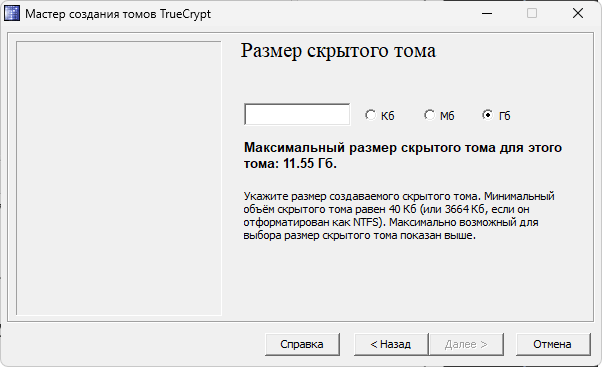 Мастер создания томов TrueCrypt
Размер скрытого тома
Кб Мб Гб
Максимальный размер скрытого тома для этого
тома: 11.55 Гб.
Укажите размер создаваемого скрытого тома. Минимальный
объём скрытого тома равен 40 Кб (или 3664 Кб, если он
отформатирован как NTFS). Максимально возможный для
выбора размер скрытого тома показан выше.
Справка < Назад Далее > Отмена